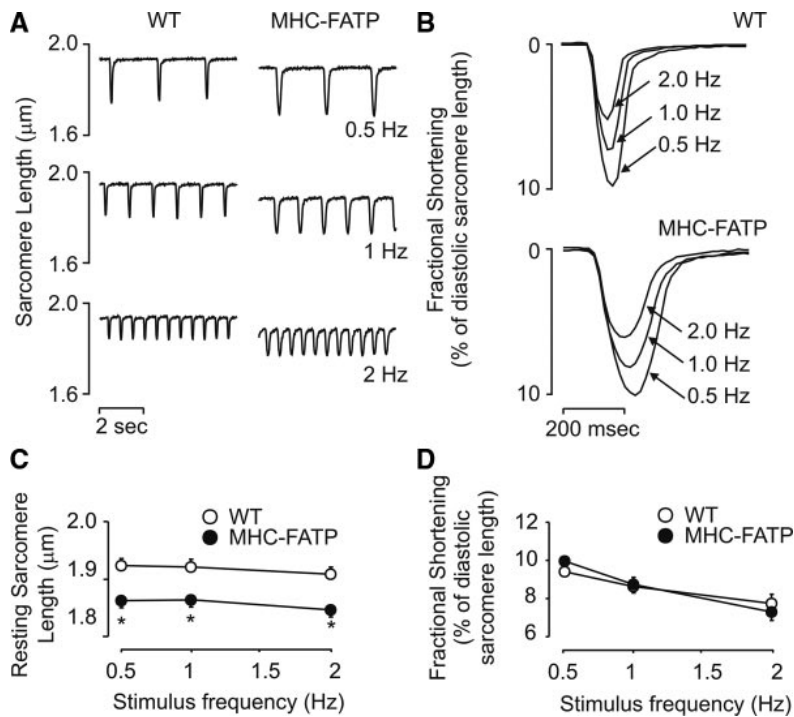 A
WT
MHC-FATP
Sarcomere Length (μm)
2.0
1.6
0.5 Hz
2.0
1.6
1 Hz
2.0
1.6
2 Hz
2 sec
B
WT
Fractional Shortening
(% of diastolic sarcomere length)
0
10
2.0 Hz
1.0 Hz
0.5 Hz
MHC-FATP
0
10
2.0 Hz
1.0 Hz
0.5 Hz
200 msec
C
Resting Sarcomere
Length (μm)
2.0
1.9
1.8
WT
MHC-FATP
* * *
0.5 1 1.5 2
Stimulus frequency (Hz)
D
Fractional Shortening
(% of diastolic
sarcomere length)
12
10
8
6
WT
MHC-FATP
0.5 1 1.5 2
Stimulus frequency (Hz)